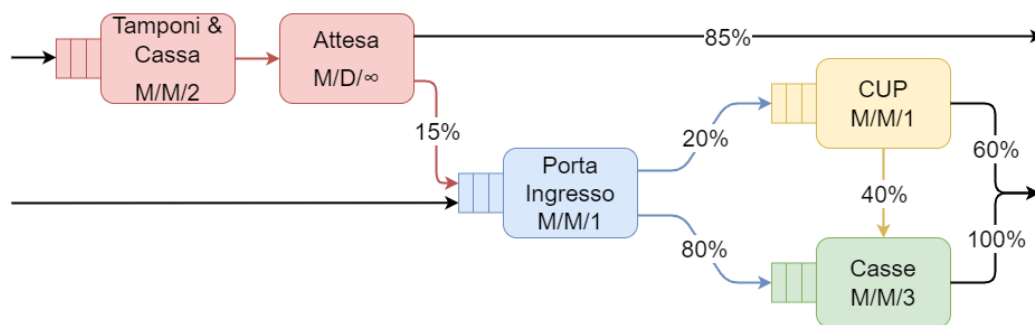 Tamponi &
Cassa
M/M/2
Attesa
M/D/∞
85%
15%
Porta
Ingresso
M/M/1
20%
80%
CUP
M/M/1
60%
40%
100%
Casse
M/M/3